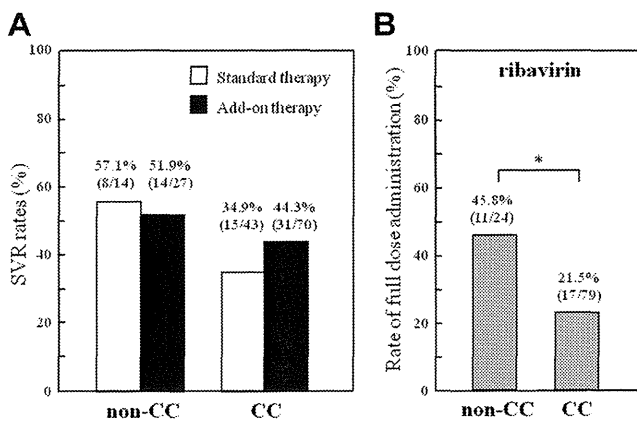 A
SVR rates (%)
100
80
60
40
20
0
Standard therapy
Add-on therapy
57.1% 51.9%
(8/14) (14/27)
34.9% 44.3%
(15/43) (31/70)
non-CC CC
B
Rate of full dose administration (%)
100
80
60
40
20
0
ribavirin
*
45.8%
(11/24)
21.5%
(17/79)
non-CC CC